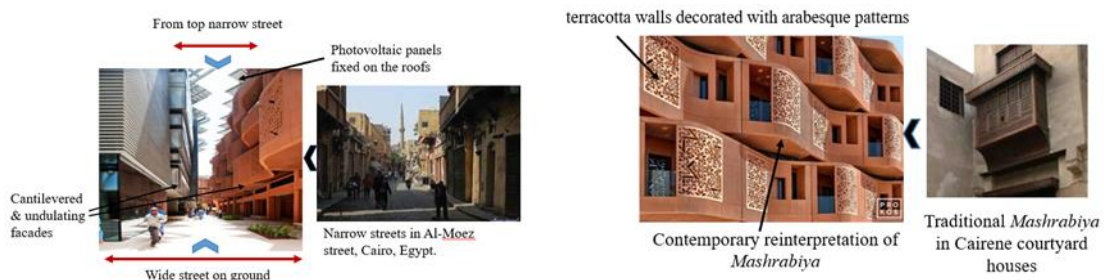 From top narrow street
Photovoltaic panels
fixed on the roofs
Cantilevered
& undulating
facades
Narrow streets in Al-Moez
street, Cairo, Egypt.
Wide street on ground
terracotta walls decorated with arabesque patterns
PRO
KOS
Contemporary reinterpretation of
Mashrabiya
Traditional Mashrabiya
in Cairene courtyard
houses